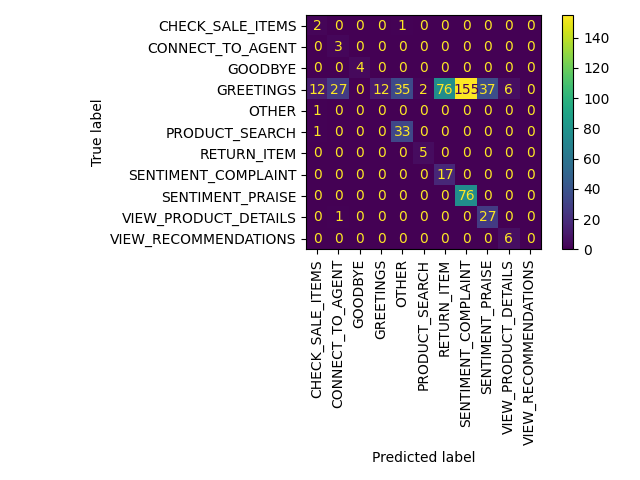 CHECK_SALE_ITEMS 2 0 0 0 1 0 0 0 0 0 0
CONNECT_TO_AGENT 0 3 0 0 0 0 0 0 0 0 0
GOODBYE 0 0 4 0 0 0 0 0 0 0 0
GREETINGS 12 27 0 12 35 2 76 155 37 6 0
OTHER 1 0 0 0 0 0 0 0 0 0 0
PRODUCT_SEARCH 1 0 0 0 33 0 0 0 0 0 0
RETURN_ITEM 0 0 0 0 0 5 0 0 0 0 0
SENTIMENT_COMPLAINT 0 0 0 0 0 0 17 0 0 0 0
SENTIMENT_PRAISE 0 0 0 0 0 0 0 76 0 0 0
VIEW_PRODUCT_DETAILS 0 1 0 0 0 0 0 0 27 0 0
VIEW_RECOMMENDATIONS 0 0 0 0 0 0 0 0 0 6 0
True label
CHECK_SALE_ITEMS
CONNECT_TO_AGENT
GOODBYE
GREETINGS
OTHER
PRODUCT_SEARCH
RETURN_ITEM
SENTIMENT_COMPLAINT
SENTIMENT_PRAISE
VIEW_PRODUCT_DETAILS
VIEW_RECOMMENDATIONS
Predicted label
140
120
100
80
60
40
20
0